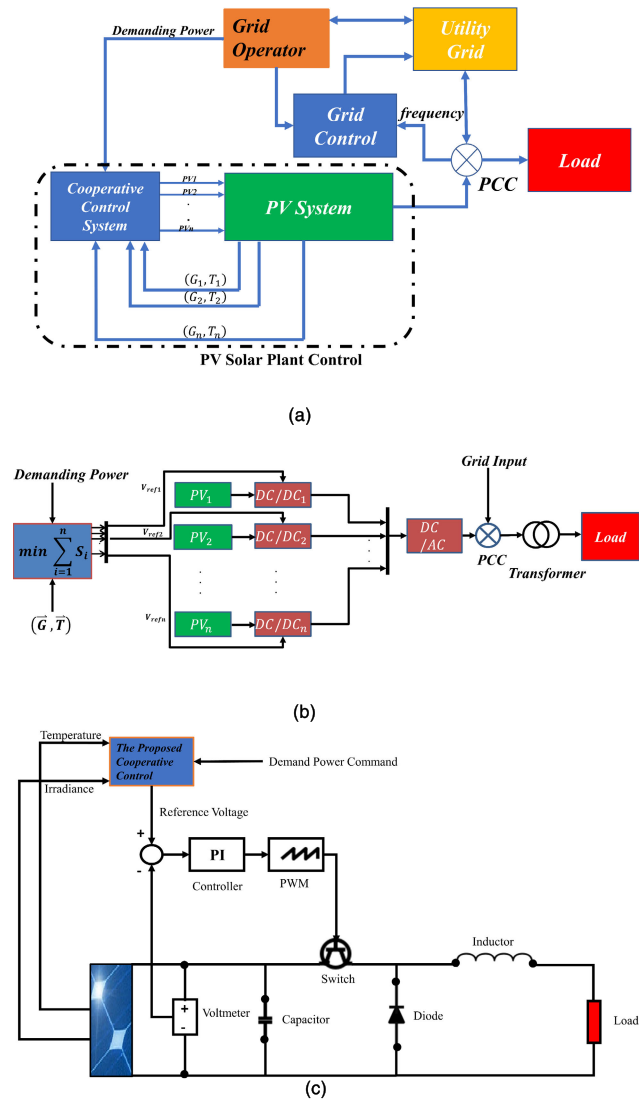 Demanding Power
Grid
Operator
Utility
Grid
Grid
Control
frequency
PCC
Load
Cooperative
Control
System
PV1
PV2
.
.
PVn
PV System
(G₁, T₁)
(G₂, T₂)
(Gₙ, Tₙ)
PV Solar Plant Control
(a)
Demanding Power
Grid Input
min ∑ⁿᵢ₌₁ Sᵢ
(G⃗, T⃗)
Vref1
PV₁
DC/DC₁
Vref2
PV₂
DC/DC₂
Vrefn
PVₙ
DC/DCₙ
DC
/AC
PCC
Transformer
Load
(b)
Temperature
The Proposed
Cooperative
Control
Demand Power Command
Irradiance
Reference Voltage
+
-
PI
Controller
PWM
Switch
Inductor
+
-
Voltmeter
Capacitor
Diode
Load
(c)